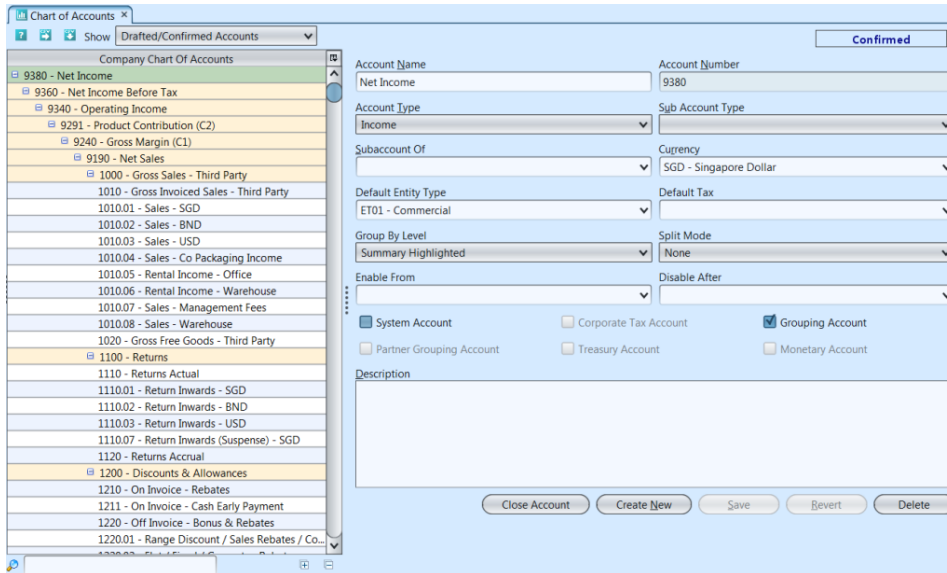 Chart of Accounts ×
? Show Drafted/Confirmed Accounts
Confirmed
Company Chart Of Accounts
9380 - Net Income
9360 - Net Income Before Tax
9340 - Operating Income
9291 - Product Contribution (C2)
9240 - Gross Margin (C1)
9190 - Net Sales
1000 - Gross Sales - Third Party
1010 - Gross Invoiced Sales - Third Party
1010.01 - Sales - SGD
1010.02 - Sales - BND
1010.03 - Sales - USD
1010.04 - Sales - Co Packaging Income
1010.05 - Rental Income - Office
1010.06 - Rental Income - Warehouse
1010.07 - Sales - Management Fees
1010.08 - Sales - Warehouse
1020 - Gross Free Goods - Third Party
1100 - Returns
1110 - Returns Actual
1110.01 - Return Inwards - SGD
1110.02 - Return Inwards - BND
1110.03 - Return Inwards - USD
1110.07 - Return Inwards (Suspense) - SGD
1120 - Returns Accrual
1200 - Discounts & Allowances
1210 - On Invoice - Rebates
1211 - On Invoice - Cash Early Payment
1220 - Off Invoice - Bonus & Rebates
1220.01 - Range Discount / Sales Rebates / Co...
Account Name Account Number
Net Income 9380
Account Type Sub Account Type
Income
Subaccount Of Currency
SGD - Singapore Dollar
Default Entity Type Default Tax
ET01 - Commercial
Group By Level Split Mode
Summary Highlighted None
Enable From Disable After
System Account Corporate Tax Account Grouping Account
Partner Grouping Account Treasury Account Monetary Account
Description
Close Account Create New Save Revert Delete